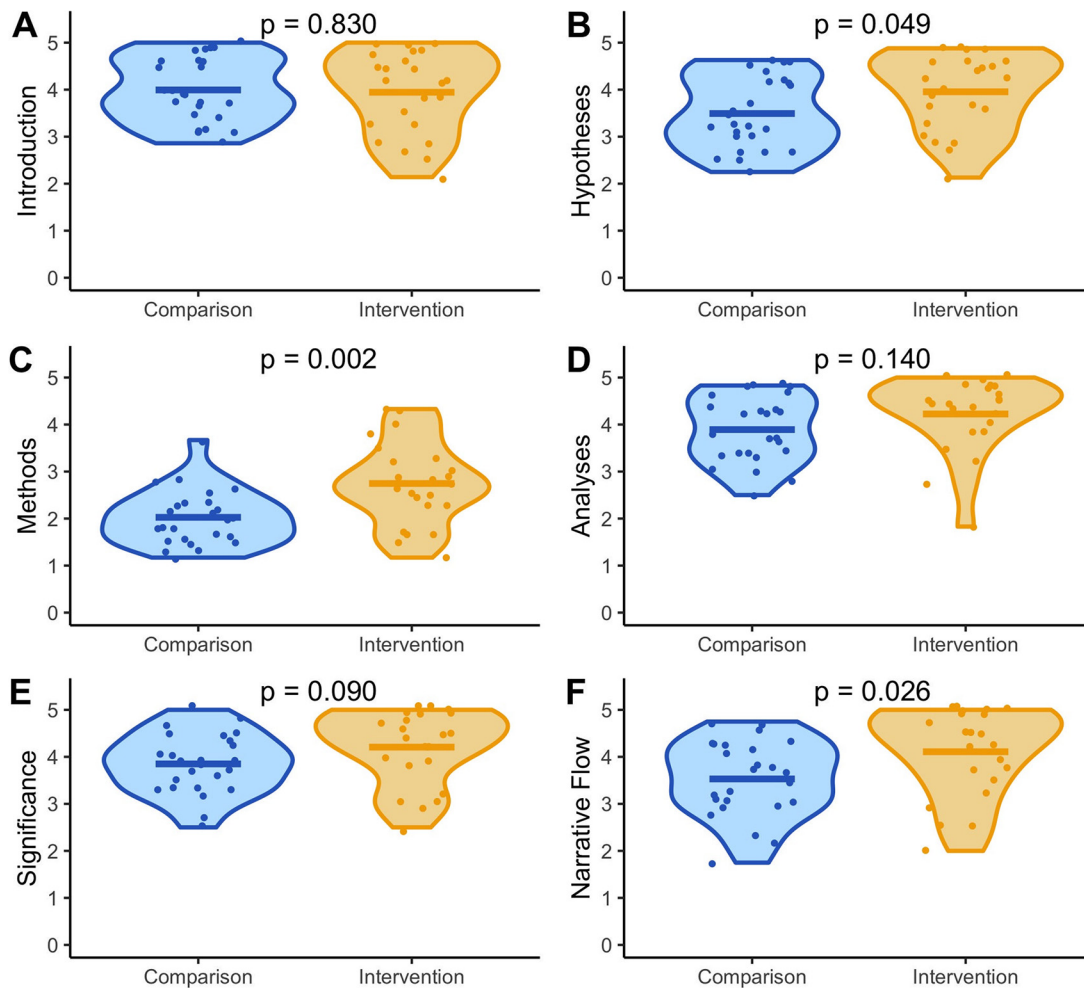 A
p = 0.830
Introduction
5
4
3
2
1
0
Comparison Intervention
B
p = 0.049
Hypotheses
5
4
3
2
1
0
Comparison Intervention
C
p = 0.002
Methods
5
4
3
2
1
0
Comparison Intervention
D
p = 0.140
Analyses
5
4
3
2
1
0
Comparison Intervention
E
p = 0.090
Significance
5
4
3
2
1
0
Comparison Intervention
F
p = 0.026
Narrative Flow
5
4
3
2
1
0
Comparison Intervention